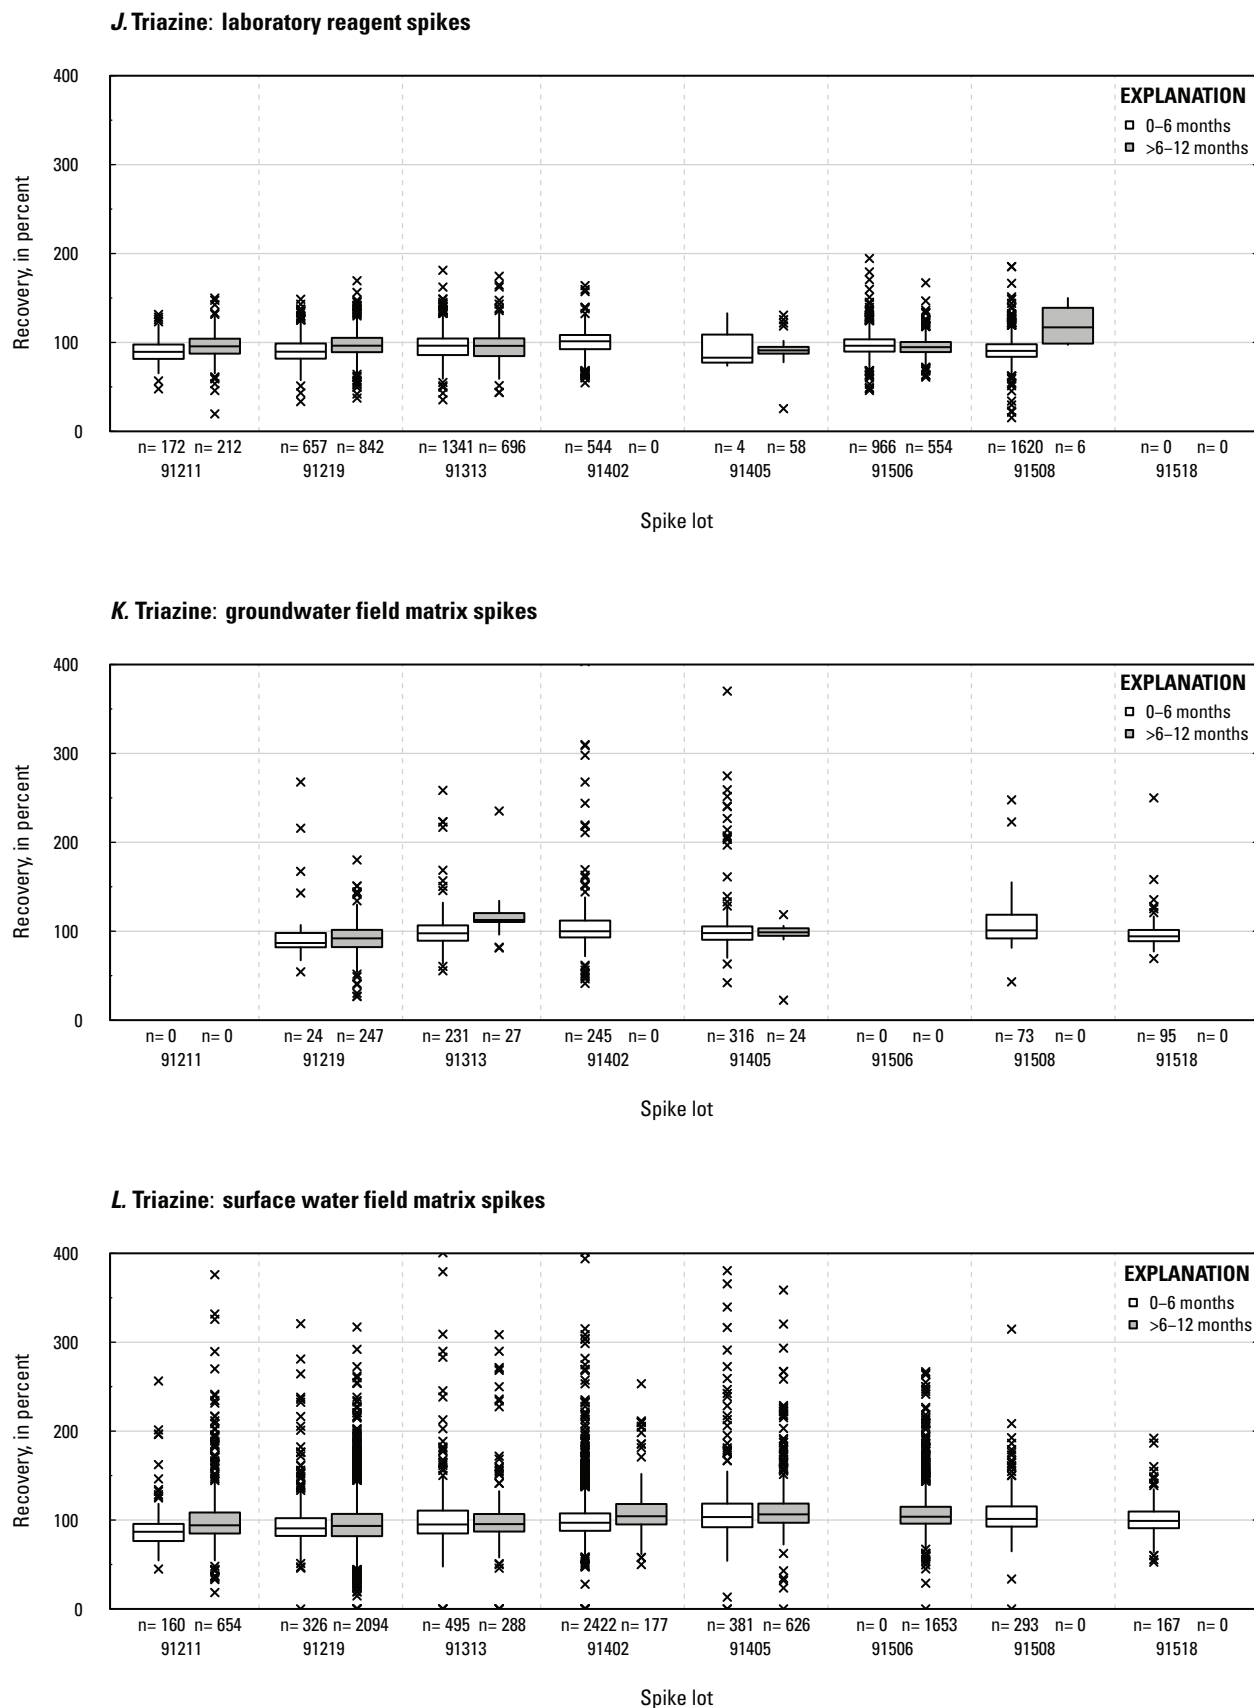 J. Triazine: laboratory reagent spikes
400
300
200
100
0
Recovery, in percent
EXPLANATION
0–6 months
>6–12 months
n= 172 n= 212 n= 657 n= 842 n= 1341 n= 696 n= 544 n= 0 n= 4 n= 58 n= 966 n= 554 n= 1620 n= 6 n= 0 n= 0
91211 91219 91313 91402 91405 91506 91508 91518
Spike lot
K. Triazine: groundwater field matrix spikes
400
300
200
100
0
Recovery, in percent
EXPLANATION
0–6 months
>6–12 months
n= 0 n= 0 n= 24 n= 247 n= 231 n= 27 n= 245 n= 0 n= 316 n= 24 n= 0 n= 0 n= 73 n= 0 n= 95 n= 0
91211 91219 91313 91402 91405 91506 91508 91518
Spike lot
L. Triazine: surface water field matrix spikes
400
300
200
100
0
Recovery, in percent
EXPLANATION
0–6 months
>6–12 months
n= 160 n= 654 n= 326 n= 2094 n= 495 n= 288 n= 2422 n= 177 n= 381 n= 626 n= 0 n= 1653 n= 293 n= 0 n= 167 n= 0
91211 91219 91313 91402 91405 91506 91508 91518
Spike lot